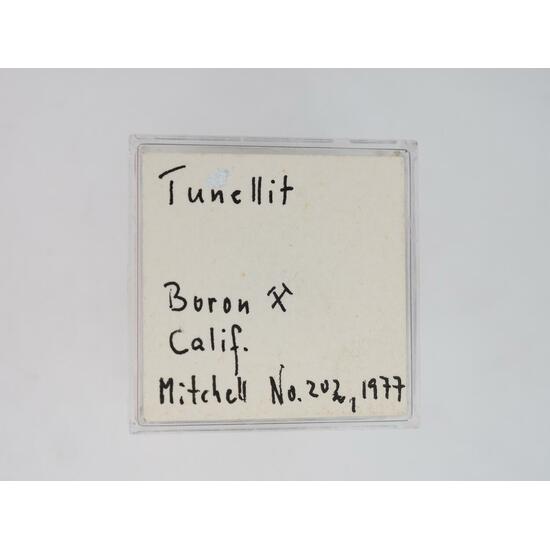 Tunellit
Boron ⚒
Calif.
Mitchell No. 202, 1977